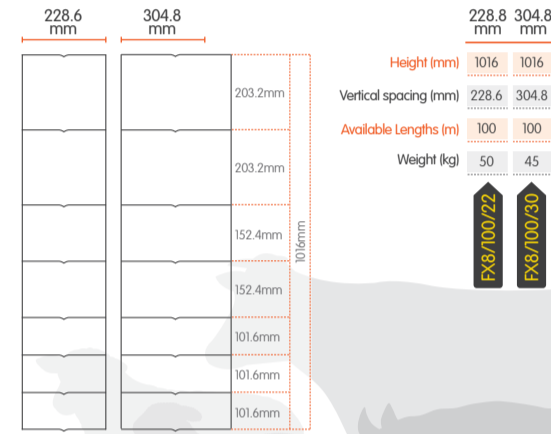 228.6
mm
304.8
mm
203.2mm
203.2mm
152.4mm
152.4mm
101.6mm
101.6mm
101.6mm
1016mm
228.8
mm
304.8
mm
Height (mm) 1016 1016
Vertical spacing (mm) 228.6 304.8
Available Lengths (m) 100 100
Weight (kg) 50 45
FX8/100/22
FX8/100/30